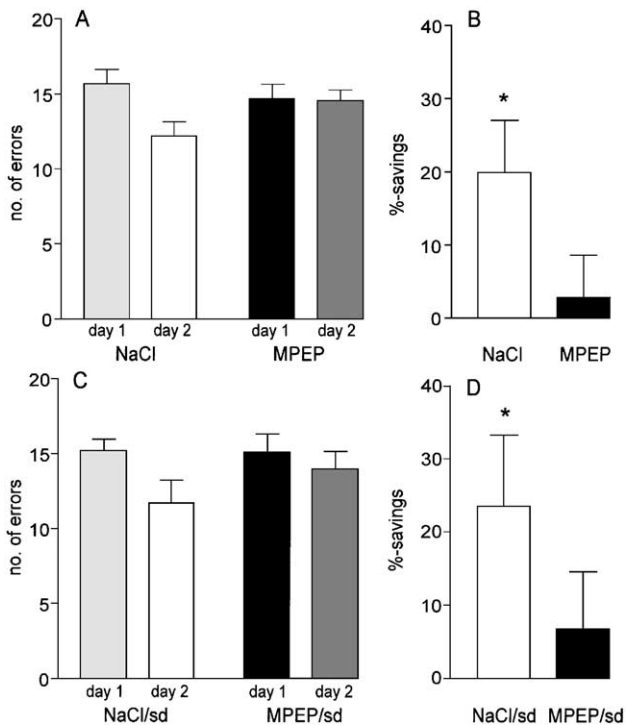 A
no. of errors
20
15
10
5
0
day 1 day 2 day 1 day 2
NaCl MPEP
B
%-savings
40
30
20
10
0
*
NaCl MPEP
C
no. of errors
20
15
10
5
0
day 1 day 2 day 1 day 2
NaCl/sd MPEP/sd
D
%-savings
40
30
20
10
0
*
NaCl/sd MPEP/sd